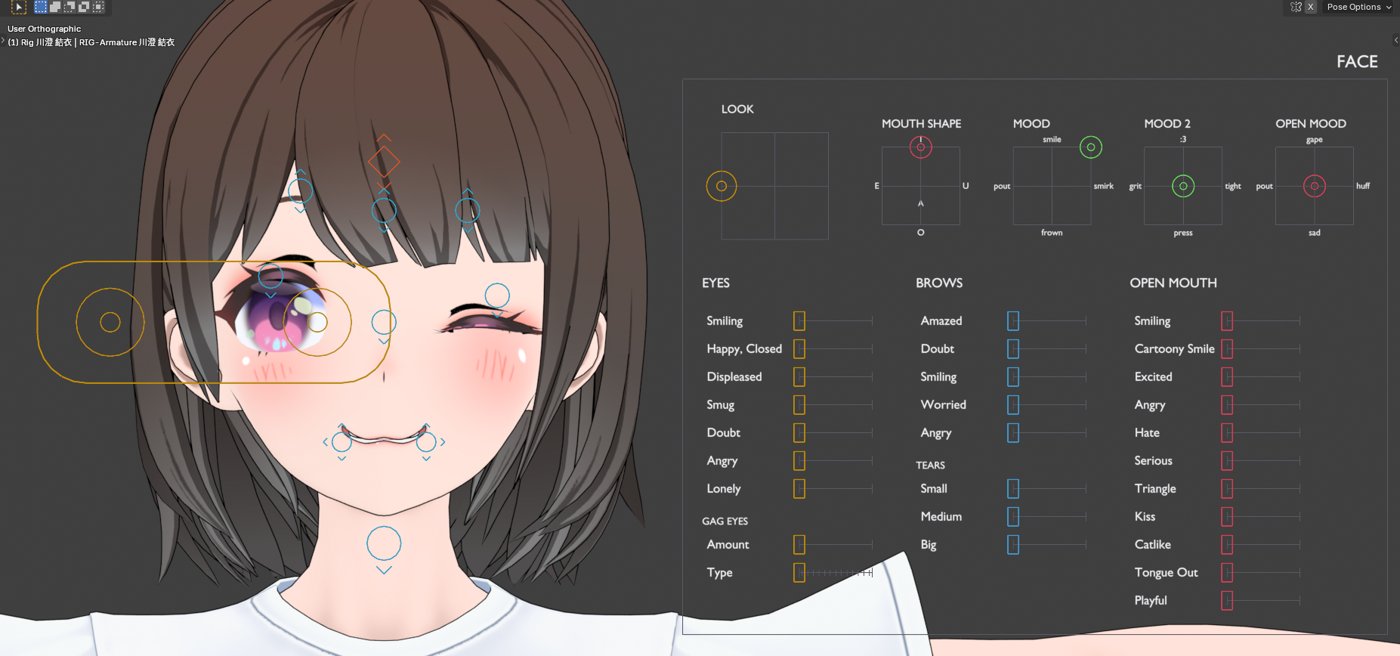 X
Pose Options
User Orthographic
(1) Rig 川澄 結衣 | RIG-Armature 川澄 結衣
FACE
LOOK
MOUTH SHAPE
I
E
U
A
O
MOOD
smile
pout
smirk
frown
MOOD 2
:3
grit
tight
press
OPEN MOOD
gape
pout
huff
sad
EYES
Smiling
Happy, Closed
Displeased
Smug
Doubt
Angry
Lonely
GAG EYES
Amount
Type
BROWS
Amazed
Doubt
Smiling
Worried
Angry
TEARS
Small
Medium
Big
OPEN MOUTH
Smiling
Cartoony Smile
Excited
Angry
Hate
Serious
Triangle
Kiss
Catlike
Tongue Out
Playful